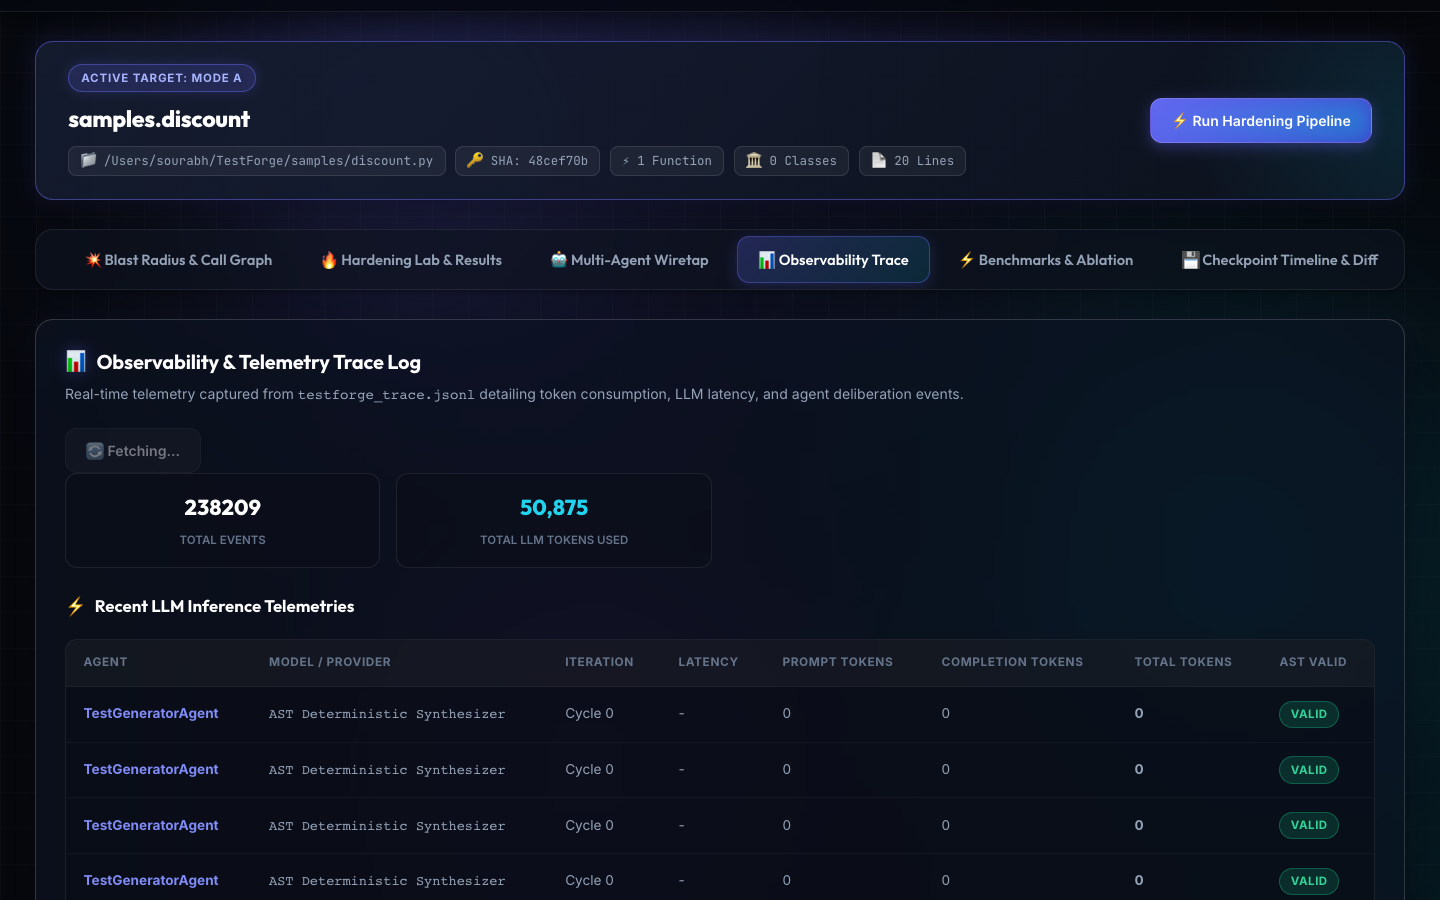 ACTIVE TARGET: MODE A
samples.discount
/Users/sourabh/TestForge/samples/discount.py SHA: 48cef70b ⚡ 1 Function 0 Classes 20 Lines
⚡ Run Hardening Pipeline
Blast Radius & Call Graph Hardening Lab & Results Multi-Agent Wiretap Observability Trace Benchmarks & Ablation Checkpoint Timeline & Diff
Observability & Telemetry Trace Log
Real-time telemetry captured from testforge_trace.jsonl detailing token consumption, LLM latency, and agent deliberation events.
Fetching...
238209 50,875
TOTAL EVENTS TOTAL LLM TOKENS USED
Recent LLM Inference Telemetries
AGENT MODEL / PROVIDER ITERATION LATENCY PROMPT TOKENS COMPLETION TOKENS TOTAL TOKENS AST VALID
TestGeneratorAgent AST Deterministic Synthesizer Cycle 0 - 0 0 0 VALID
TestGeneratorAgent AST Deterministic Synthesizer Cycle 0 - 0 0 0 VALID
TestGeneratorAgent AST Deterministic Synthesizer Cycle 0 - 0 0 0 VALID
TestGeneratorAgent AST Deterministic Synthesizer Cycle 0 - 0 0 0 VALID